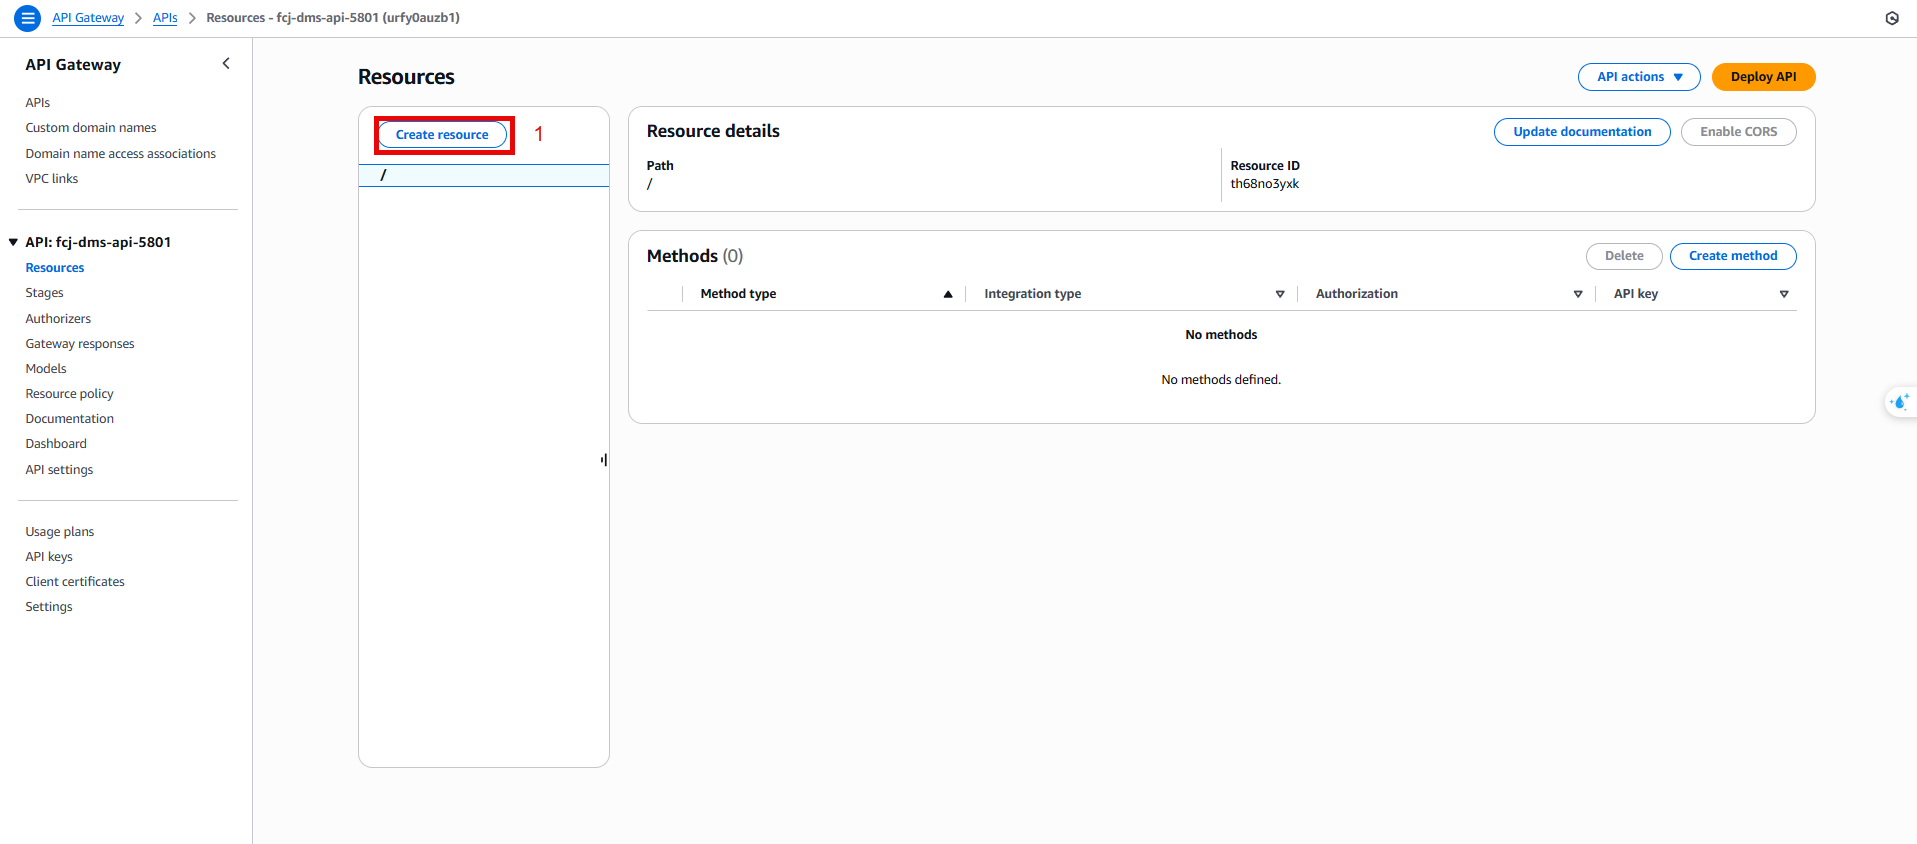 API Gateway > APIs > Resources - fcj-dms-api-5801 (urfy0auzb1)
API Gateway
APIs
Custom domain names
Domain name access associations
VPC links
API: fcj-dms-api-5801
Resources
Stages
Authorizers
Gateway responses
Models
Resource policy
Documentation
Dashboard
API settings
Usage plans
API keys
Client certificates
Settings
Resources
API actions
Deploy API
Create resource
1
/
Resource details
Update documentation
Enable CORS
Path
/
Resource ID
th68no3yxk
Methods (0)
Delete
Create method
Method type
Integration type
Authorization
API key
No methods
No methods defined.